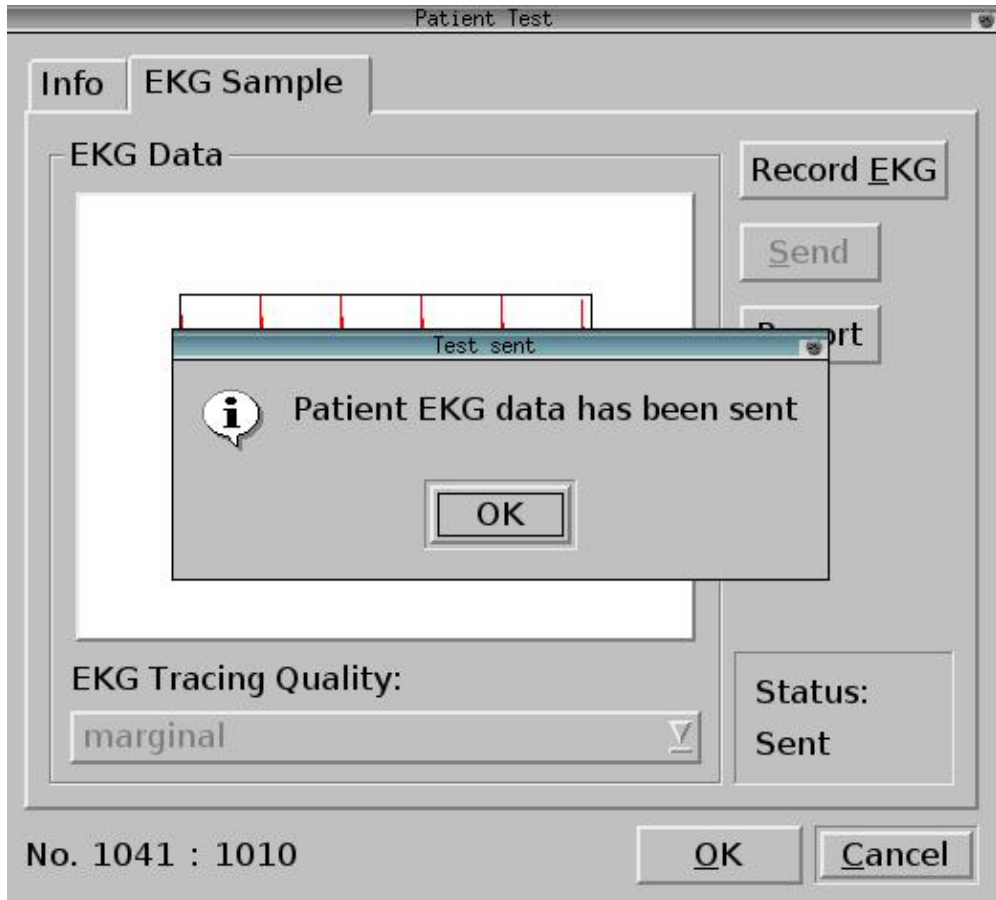 Patient Test
Info
EKG Sample
EKG Data
Record EKG
Send
Test sent
Patient EKG data has been sent
OK
EKG Tracing Quality:
marginal
Status:
Sent
No. 1041 : 1010
OK
Cancel